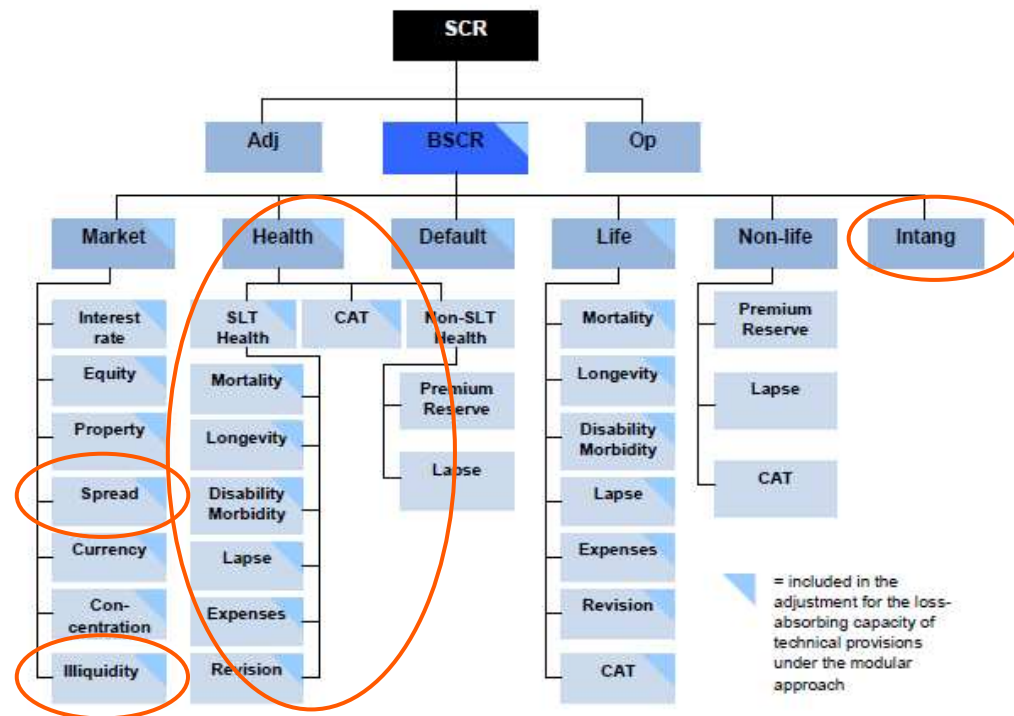 SCR
Adj
BSCR
Op
Market
Health
Default
Life
Non-life
Intang
Interest
rate
Equity
Property
Spread
Currency
Con-
centration
Illiquidity
SLT
Health
CAT
Non-SLT
Health
Mortality
Longevity
Disability
Morbidity
Lapse
Expenses
Revision
Premium
Reserve
Lapse
Mortality
Longevity
Disability
Morbidity
Lapse
Expenses
Revision
CAT
Premium
Reserve
Lapse
CAT
= included in the
adjustment for the loss-
absorbing capacity of
technical provisions
under the modular
approach